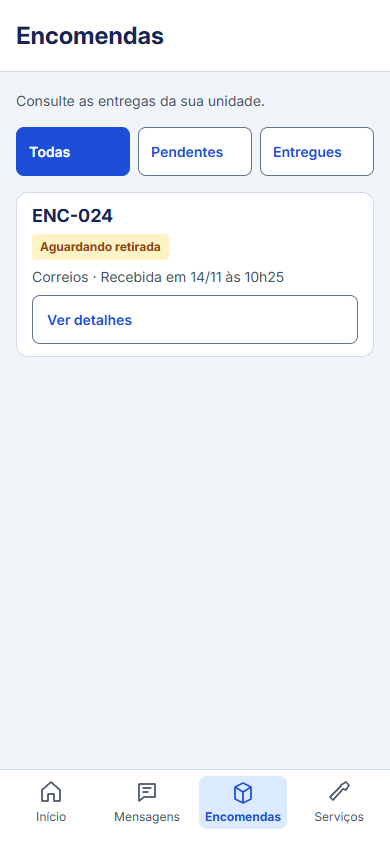 Encomendas
Consulte as entregas da sua unidade.
Todas
Pendentes
Entregues
ENC-024
Aguardando retirada
Correios · Recebida em 14/11 às 10h25
Ver detalhes
Início
Mensagens
Encomendas
Serviços